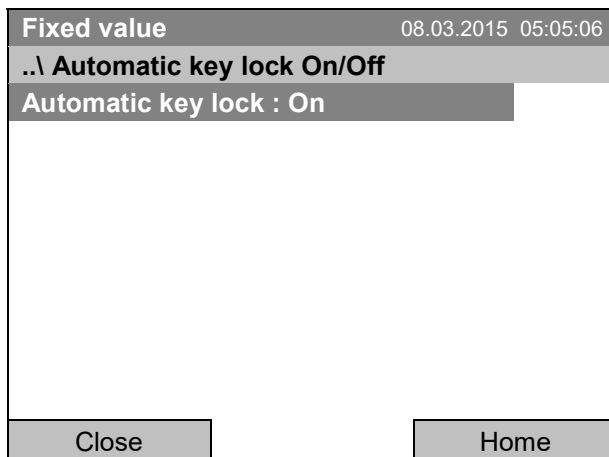 Fixed value 08.03.2015 05:05:06
..\ Automatic key lock On/Off
Automatic key lock : On
Close Home